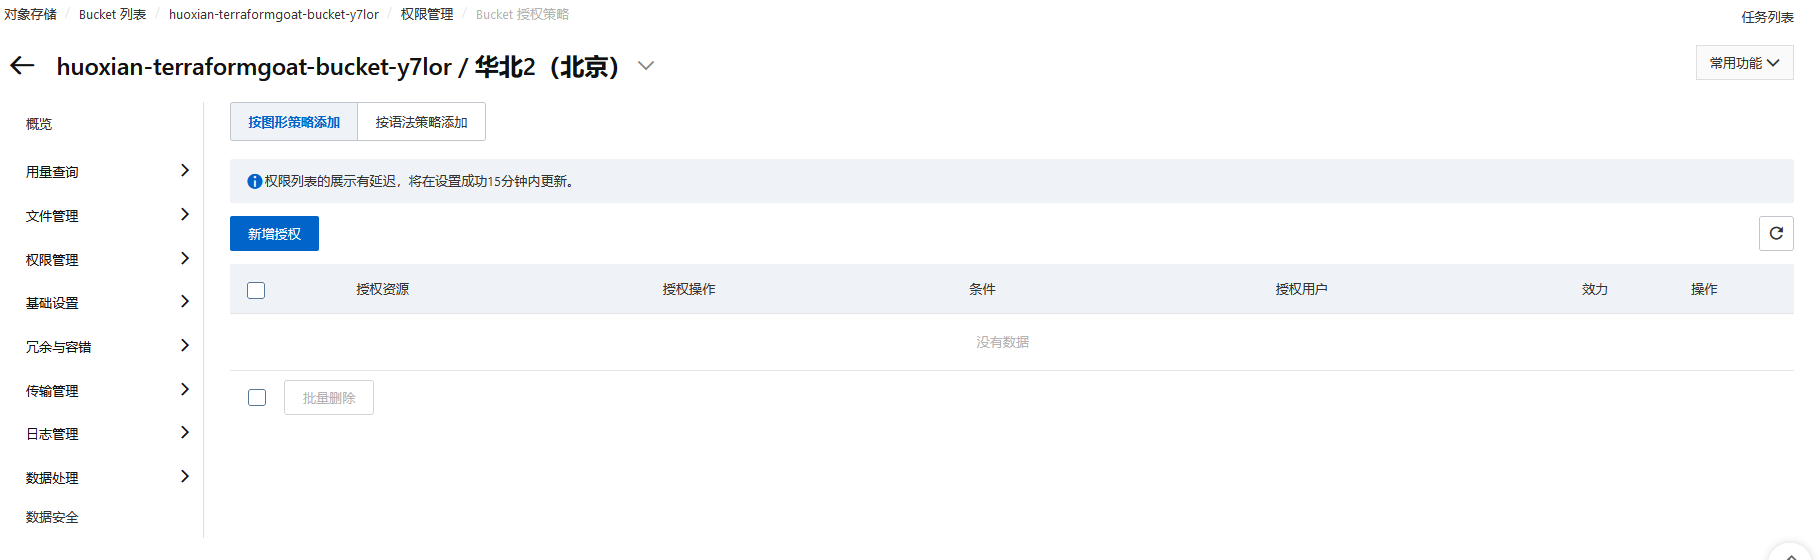 对象存储 / Bucket 列表 / huoxian-terraformgoat-bucket-y7lor / 权限管理 / Bucket 授权策略
任务列表
huoxian-terraformgoat-bucket-y7lor / 华北2（北京）
常用功能
概览
用量查询
文件管理
权限管理
基础设置
冗余与容错
传输管理
日志管理
数据处理
数据安全
按图形策略添加 按语法策略添加
权限列表的展示有延迟，将在设置成功15分钟内更新。
新增授权
授权资源 授权操作 条件 授权用户 效力 操作
没有数据
批量删除